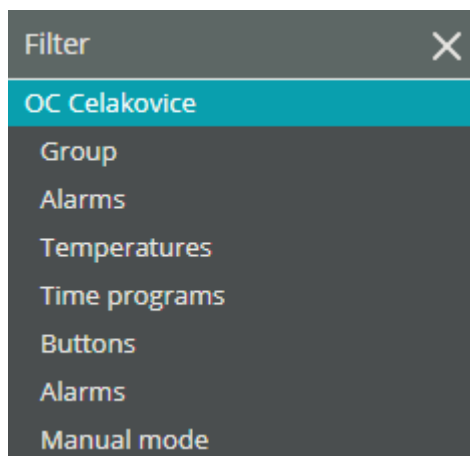 Filter
OC Celakovice
Group
Alarms
Temperatures
Time programs
Buttons
Alarms
Manual mode